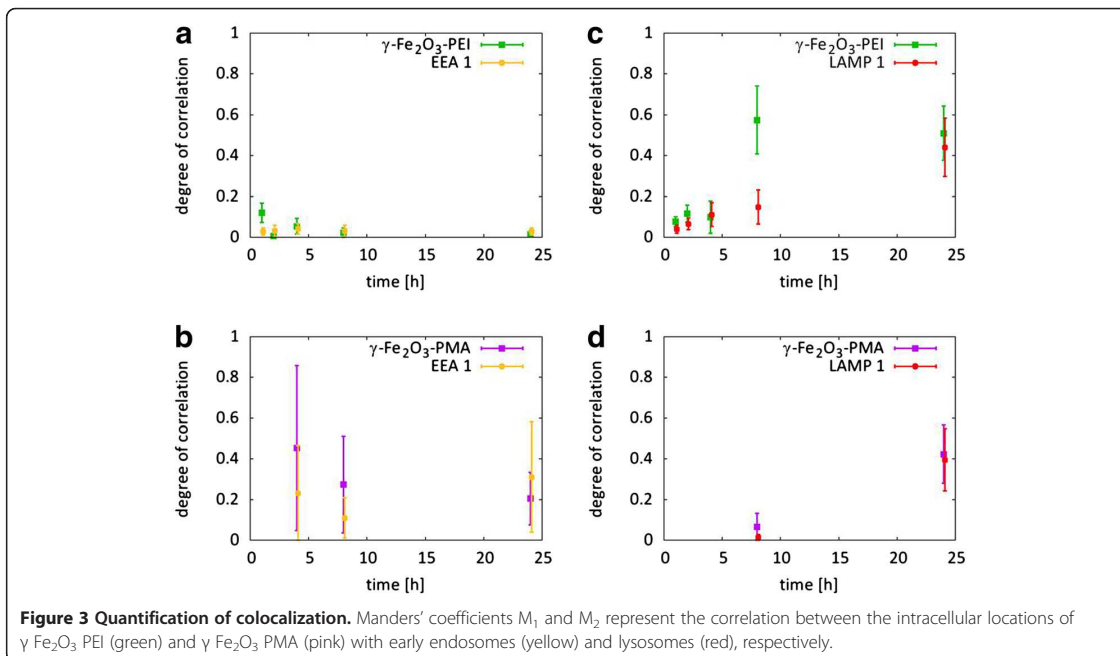 a
1
0.8
0.6
0.4
0.2
0
degree of correlation
γ-Fe₂O₃-PEI
EEA 1
0
5
10
15
20
25
time [h]
c
1
0.8
0.6
0.4
0.2
0
degree of correlation
γ-Fe₂O₃-PEI
LAMP 1
0
5
10
15
20
25
time [h]
b
1
0.8
0.6
0.4
0.2
0
degree of correlation
γ-Fe₂O₃-PMA
EEA 1
0
5
10
15
20
25
time [h]
d
1
0.8
0.6
0.4
0.2
0
degree of correlation
γ-Fe₂O₃-PMA
LAMP 1
0
5
10
15
20
25
time [h]
Figure 3 Quantification of colocalization. Manders’ coefficients M₁ and M₂ represent the correlation between the intracellular locations of
γ Fe₂O₃ PEI (green) and γ Fe₂O₃ PMA (pink) with early endosomes (yellow) and lysosomes (red), respectively.